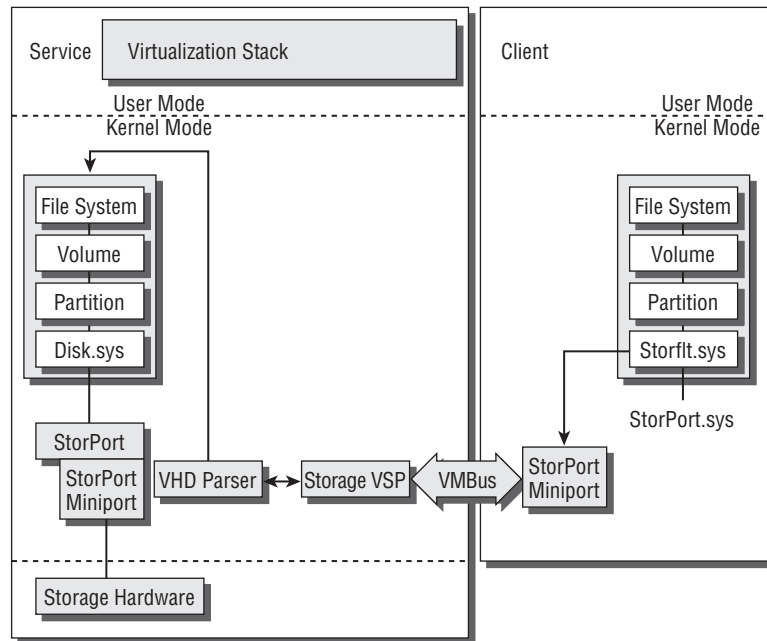 Service
Virtualization Stack
User Mode
Kernel Mode
File System
Volume
Partition
Disk.sys
StorPort
StorPort
Miniport
VHD Parser
Storage VSP
VMBus
Storage Hardware
Client
User Mode
Kernel Mode
File System
Volume
Partition
Storflt.sys
StorPort.sys
StorPort
Miniport